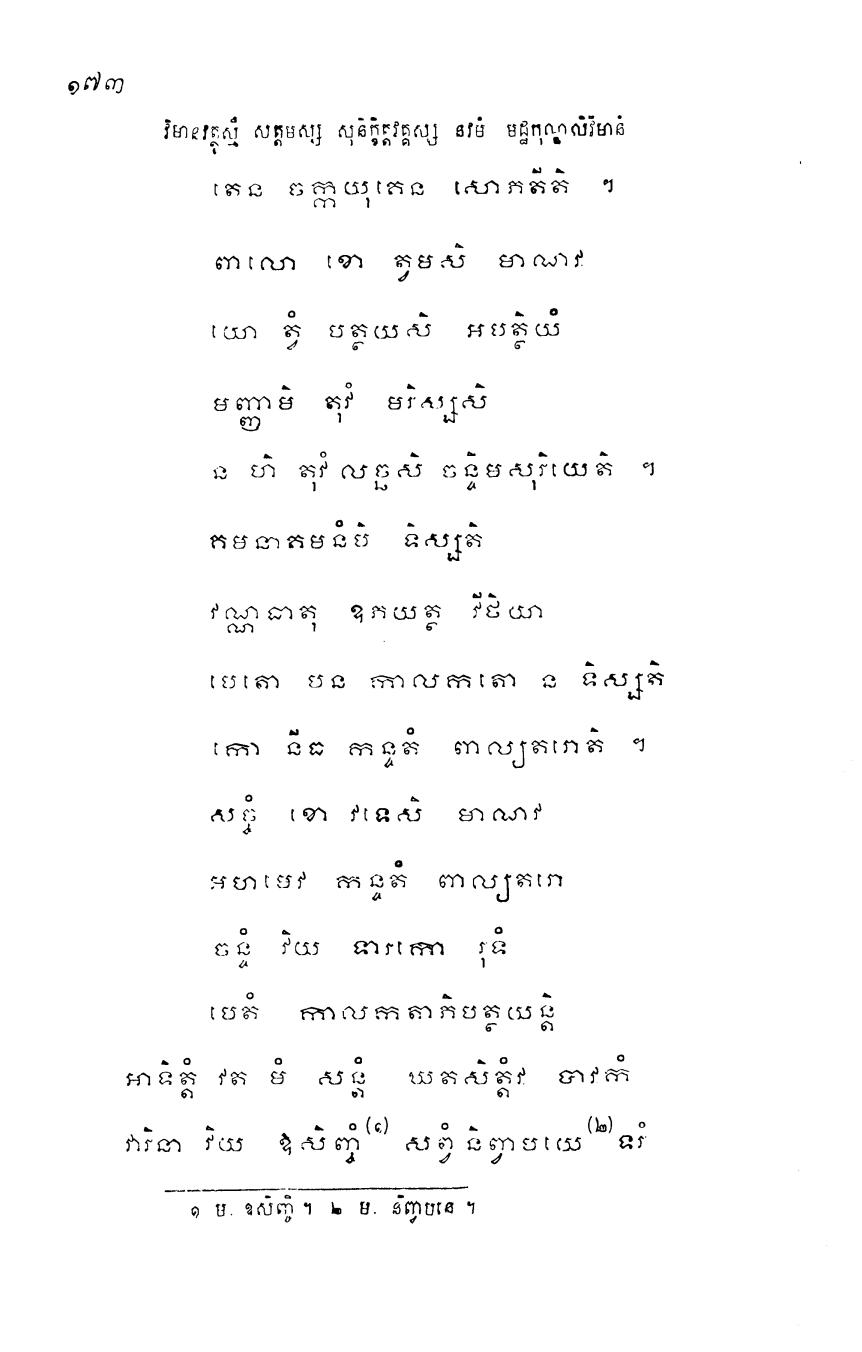 ១៧៣
វិមានវត្ថុស្មឹ សត្តមស្ស សុនិក្ខិត្តវគ្គស្ស នវមំ មដ្ឋកុណ្ឌលិវិមានំ
តេន ចក្កយុគេន សោភតីតិ ។
ពាលោ ខោ ត្វមសិ មាណវ
យោ ត្វំ បត្ថយសិ អបត្ថិយំ
មញ្ញាមិ តុវំ មរិស្សសិ
ន ហិ តុវំ លច្ឆសិ ចន្ទិមសុរិយេតិ ។
គមនាគមនំបិ ទិស្សតិ
វណ្ណធាតុ ឧភយត្ថ វីថិយា
បេតោ បន កាលកតោ ន ទិស្សតិ
កោ នីធ កន្ទតំ ពាល្យតរោតិ ។
សច្ចំ ខោ វទេសិ មាណវ
អហមេវ កន្ទតំ ពាល្យតរោ
ចន្ទំ វិយ ទារកោ រុទំ
បេតំ កាលកតាភិបត្ថយន្តិ
អាទិត្តំ វត មំ សន្តំ ឃតសិត្តំវ បាវកំ
វារិនា វិយ ឱសិញ្ចំ(១) សព្វំ និព្វាបយេ(២) ទរំ
១ ម. ឧសិញ្ចិ ។ ២ ម. និព្វាបនេ ។